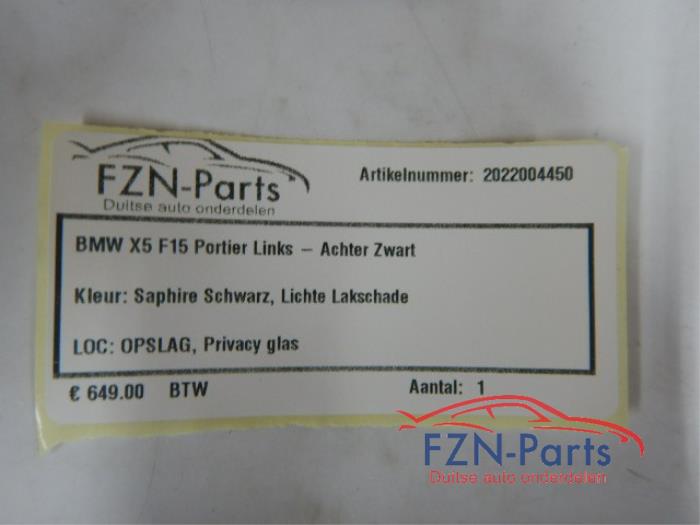 FZN-Parts
Duitse auto onderdelen
Artikelnummer: 2022004450
BMW X5 F15 Portier Links – Achter Zwart
Kleur: Saphire Schwarz, Lichte Lakschade
LOC: OPSLAG, Privacy glas
€ 649.00 BTW Aantal: 1
FZN-Parts
Duitse auto onderdelen